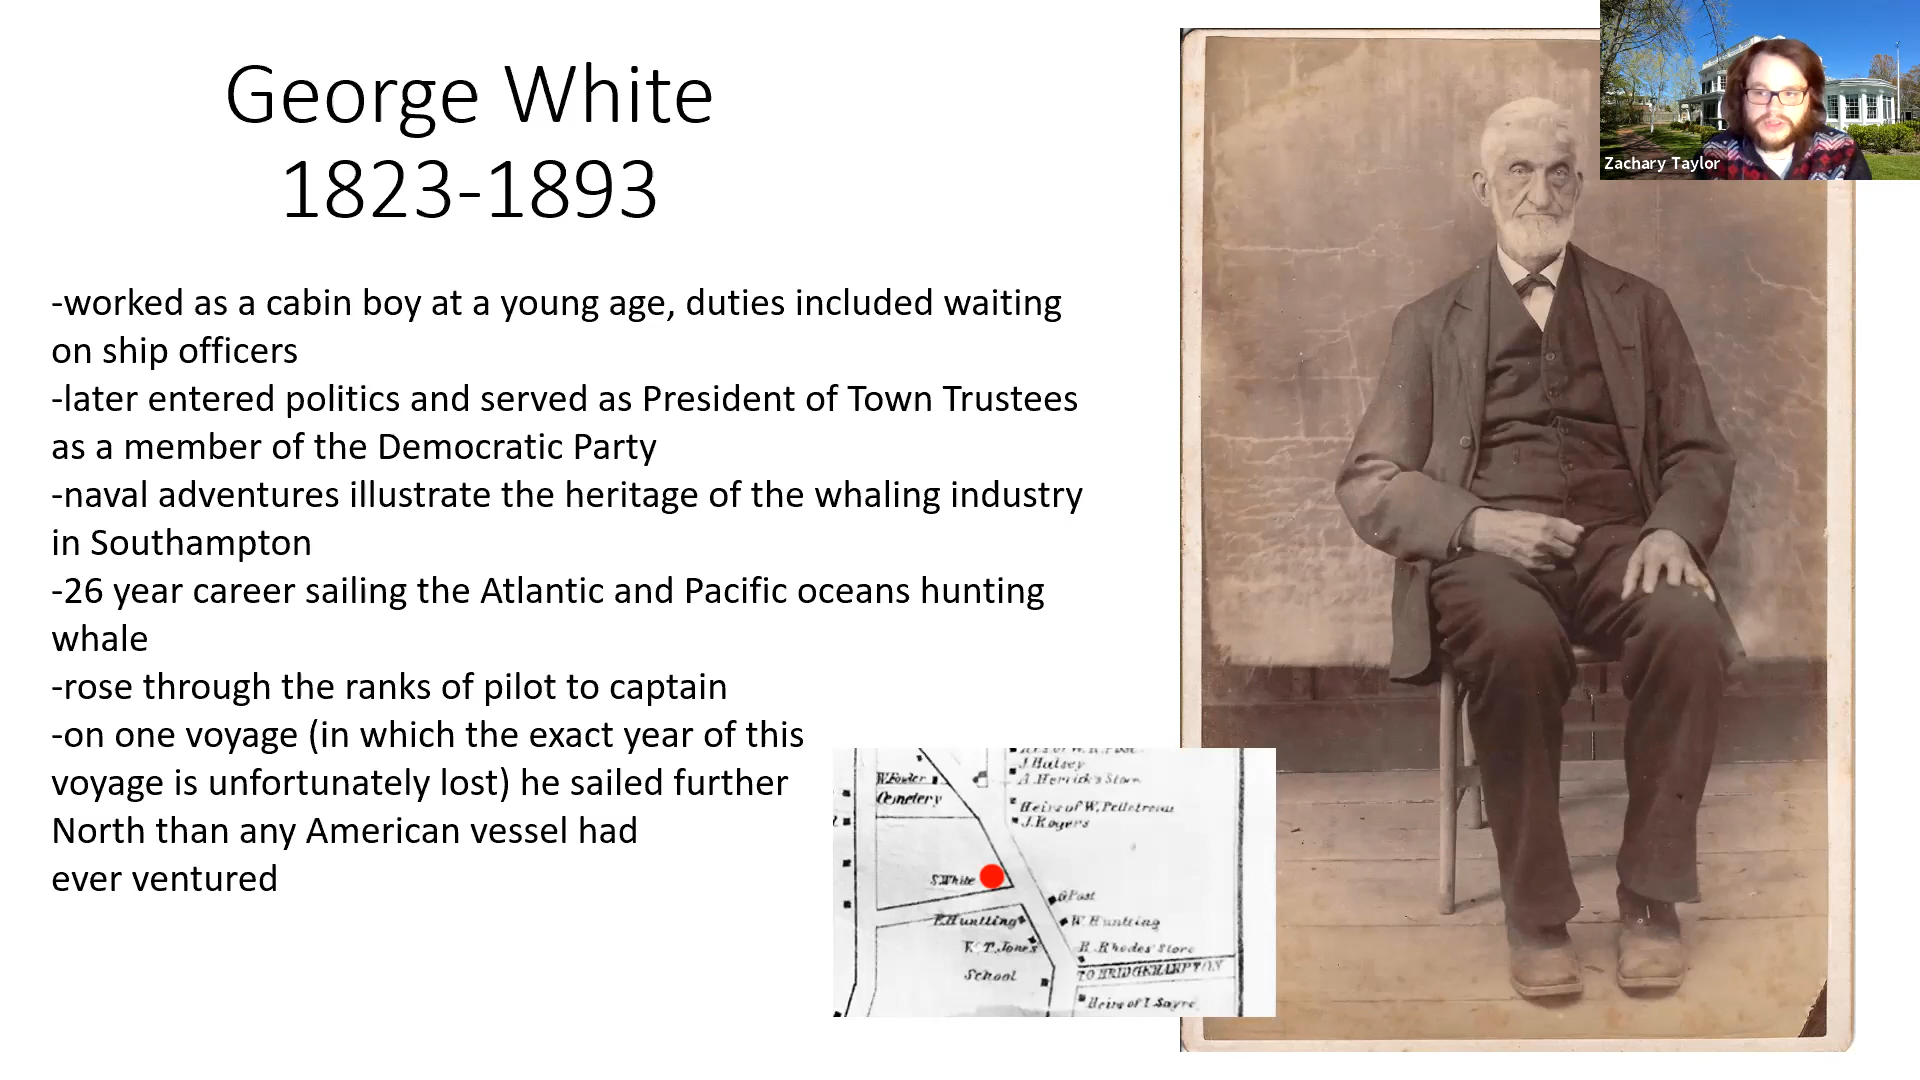 George White
1823-1893
-worked as a cabin boy at a young age, duties included waiting
on ship officers
-later entered politics and served as President of Town Trustees
as a member of the Democratic Party
-naval adventures illustrate the heritage of the whaling industry
in Southampton
-26 year career sailing the Atlantic and Pacific oceans hunting
whale
-rose through the ranks of pilot to captain
-on one voyage (in which the exact year of this
voyage is unfortunately lost) he sailed further
North than any American vessel had
ever ventured
Zachary Taylor
J. Halsey
W. Fowler
A. Herrick's Store
Cemetery
Heirs of W. Pelletreau
J. Rogers
S. White
G Post
E. Huntting
W. Huntting
T. Jones
R. Rhodes' Store
School
TO BRIDGEHAMPTON
Heirs of I. Sayre